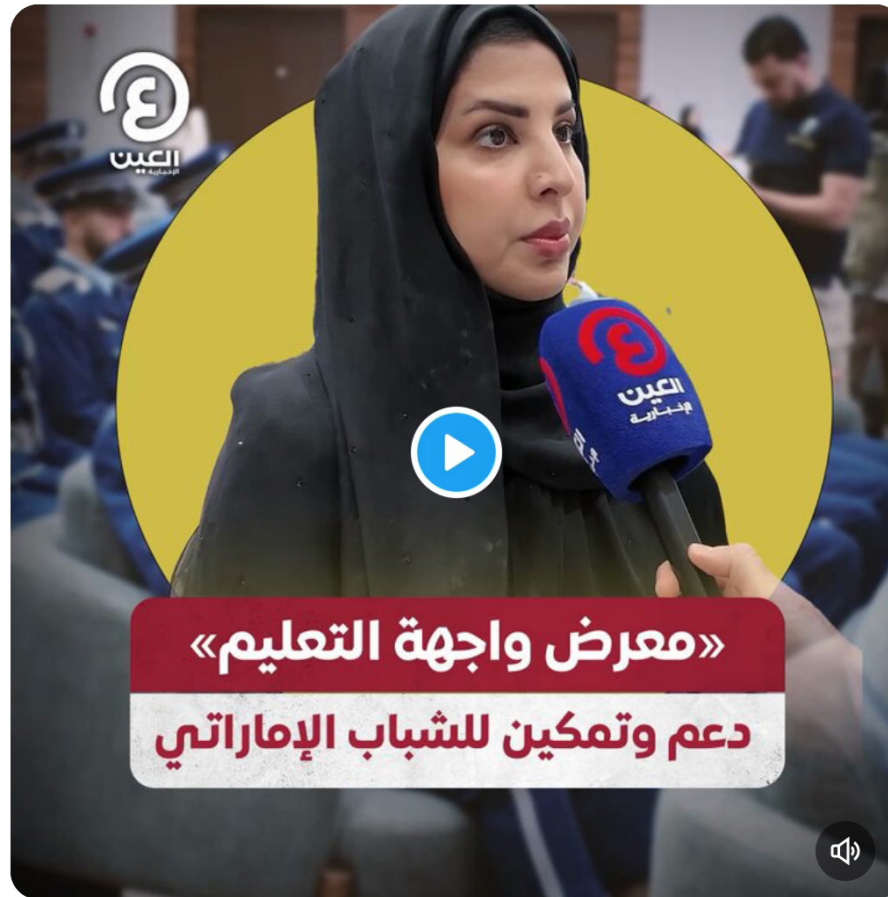 العين
الإخبارية
العين
الإخبارية
«معرض واجهة التعليم»
دعم وتمكين للشباب الإماراتي